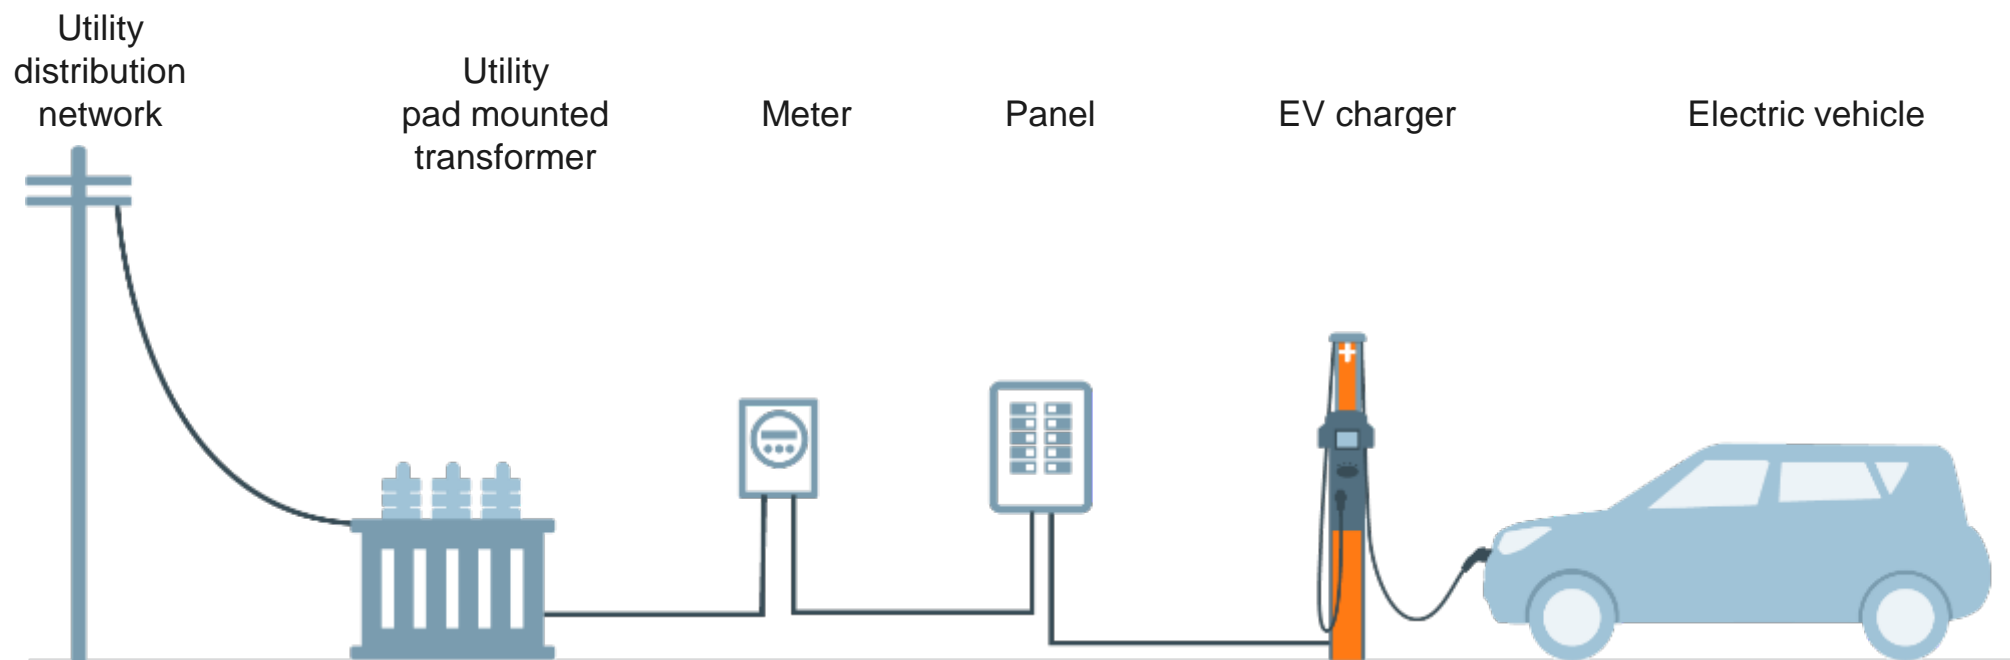 Utility
distribution
network
Utility
pad mounted
transformer
Meter
Panel
EV charger
Electric vehicle